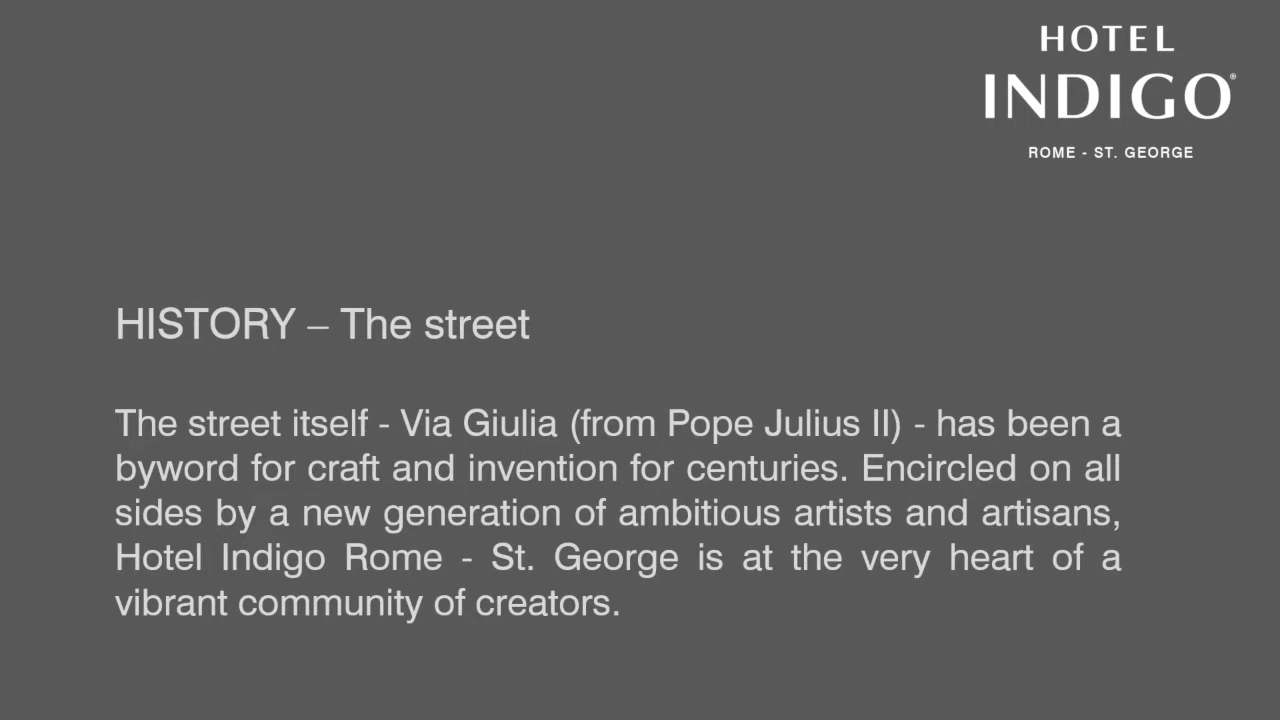 HOTEL
INDIGO®
ROME - ST. GEORGE
HISTORY – The street
The street itself - Via Giulia (from Pope Julius II) - has been a
byword for craft and invention for centuries. Encircled on all
sides by a new generation of ambitious artists and artisans,
Hotel Indigo Rome - St. George is at the very heart of a
vibrant community of creators.